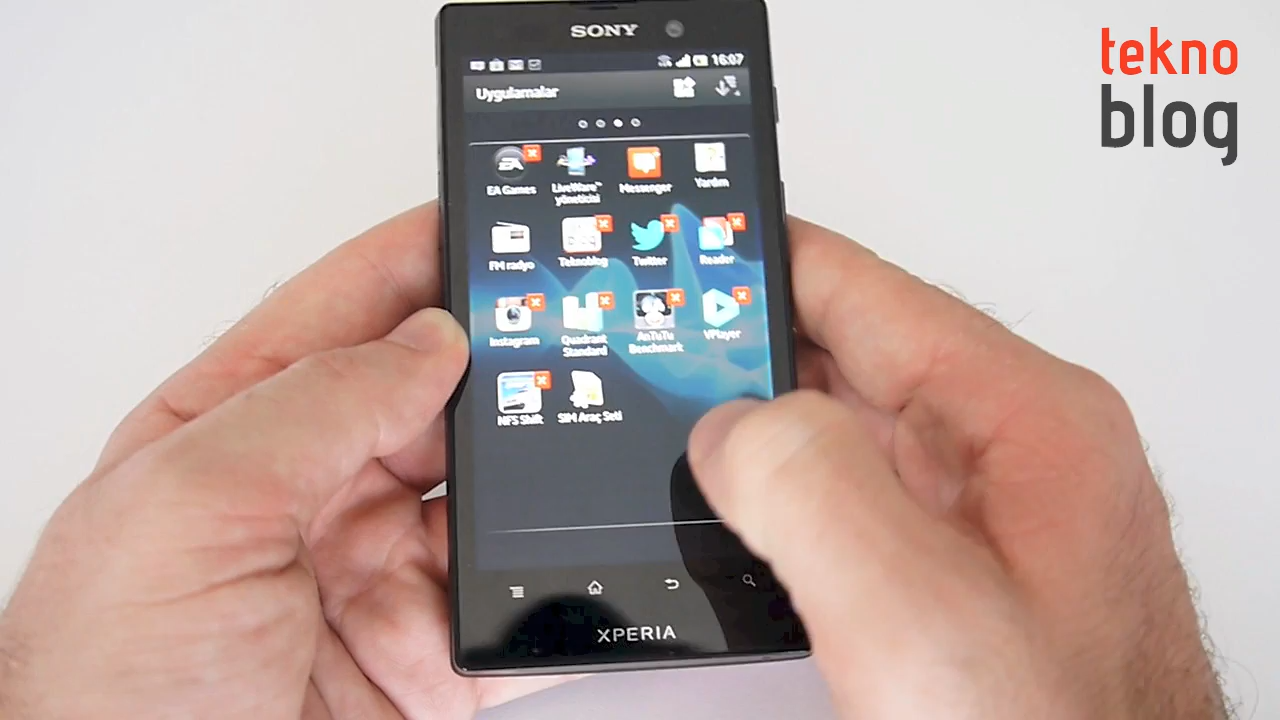 SONY
16:07
Uygulamalar
EA Games
LiveWare™
yöneticisi
Messenger
Yardım
FM radyo
Teknoblog
Twitter
Reader
Instagram
Quadrant
Standard
AnTuTu
Benchmark
VPlayer
NFS Shift
SIM Araç Seti
XPERIA
tekno
blog